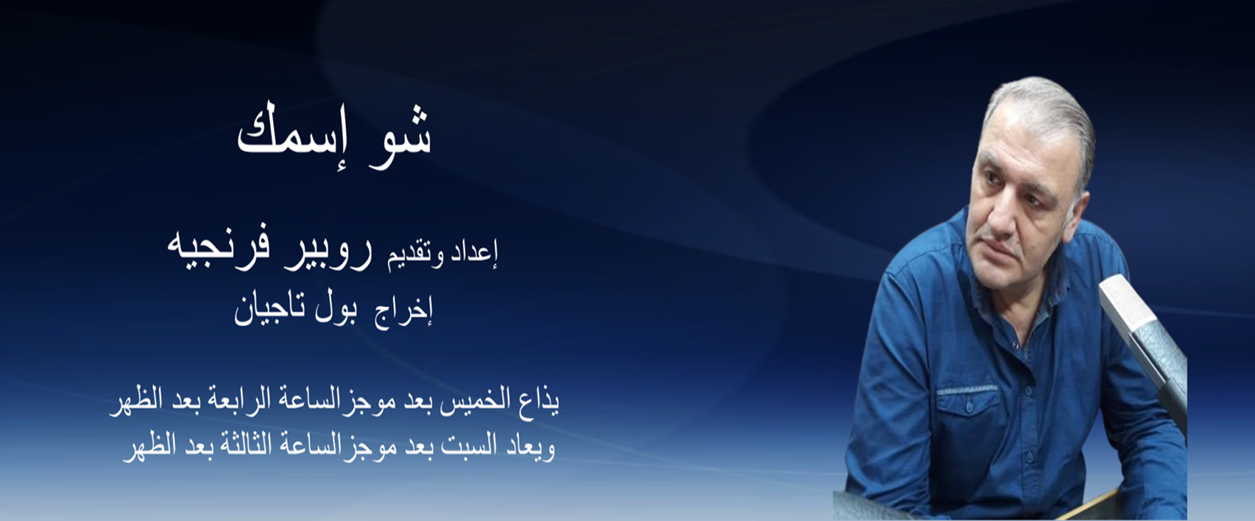 شو إسمك
إعداد وتقديم روبير فرنجيه
إخراج بول تاجيان
يذاع الخميس بعد موجز الساعة الرابعة بعد الظهر
ويعاد السبت بعد موجز الساعة الثالثة بعد الظهر